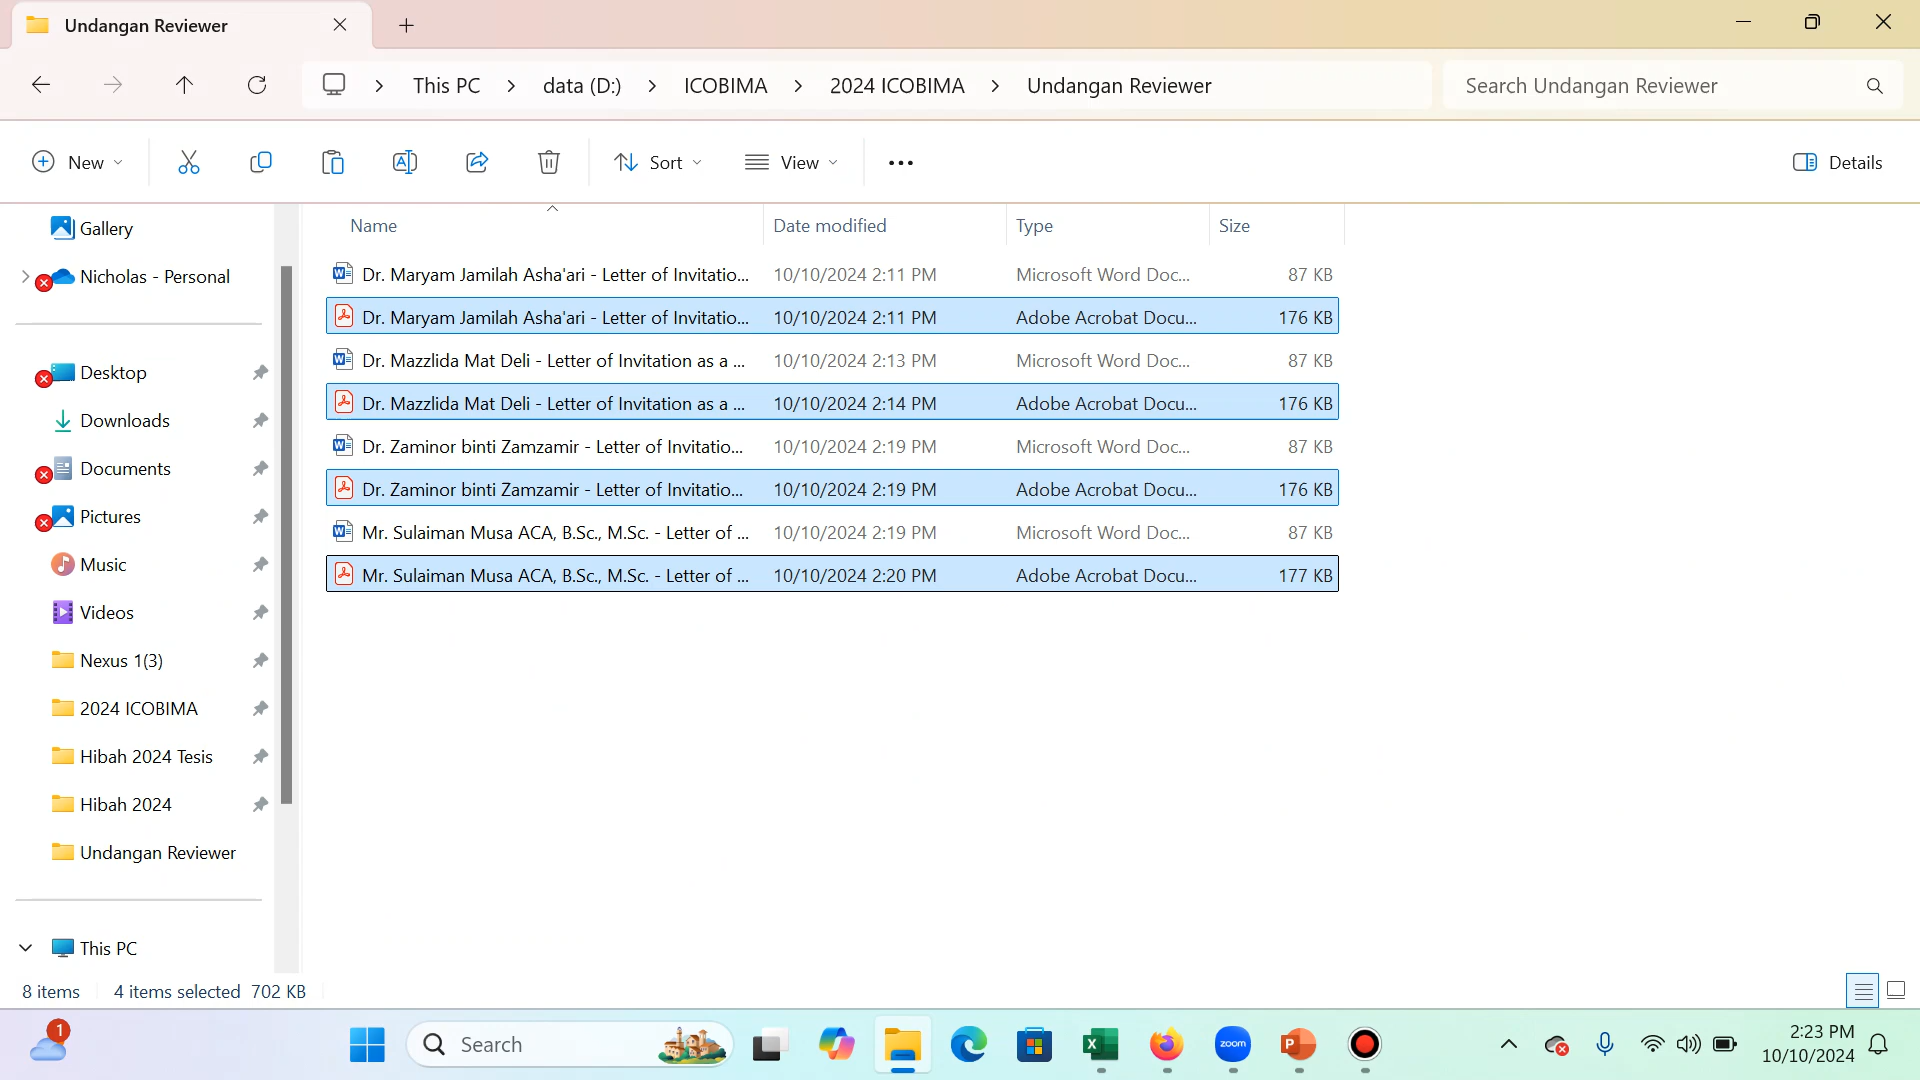 Undangan Reviewer
This PC > data (D:) > ICOBIMA > 2024 ICOBIMA > Undangan Reviewer
Search Undangan Reviewer
New
Sort
View
Details
Gallery
Nicholas - Personal
Desktop
Downloads
Documents
Pictures
Music
Videos
Nexus 1(3)
2024 ICOBIMA
Hibah 2024 Tesis
Hibah 2024
Undangan Reviewer
This PC
Name Date modified Type Size
Dr. Maryam Jamilah Asha'ari - Letter of Invitatio... 10/10/2024 2:11 PM Microsoft Word Doc... 87 KB
Dr. Maryam Jamilah Asha'ari - Letter of Invitatio... 10/10/2024 2:11 PM Adobe Acrobat Docu... 176 KB
Dr. Mazzlida Mat Deli - Letter of Invitation as a ... 10/10/2024 2:13 PM Microsoft Word Doc... 87 KB
Dr. Mazzlida Mat Deli - Letter of Invitation as a ... 10/10/2024 2:14 PM Adobe Acrobat Docu... 176 KB
Dr. Zaminor binti Zamzamir - Letter of Invitatio... 10/10/2024 2:19 PM Microsoft Word Doc... 87 KB
Dr. Zaminor binti Zamzamir - Letter of Invitatio... 10/10/2024 2:19 PM Adobe Acrobat Docu... 176 KB
Mr. Sulaiman Musa ACA, B.Sc., M.Sc. - Letter of ... 10/10/2024 2:19 PM Microsoft Word Doc... 87 KB
Mr. Sulaiman Musa ACA, B.Sc., M.Sc. - Letter of ... 10/10/2024 2:20 PM Adobe Acrobat Docu... 177 KB
8 items 4 items selected 702 KB
1
Search
zoom
2:23 PM
10/10/2024